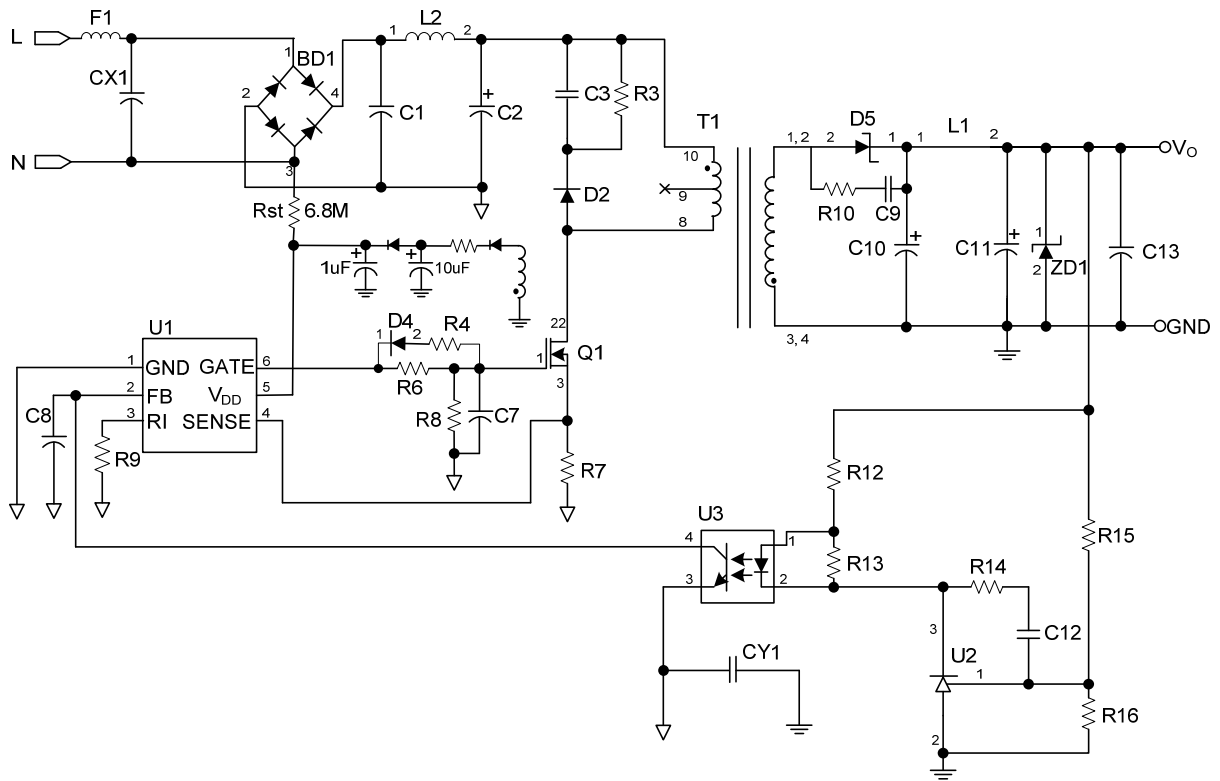 L
F1
CX1
N
BD1
1
2
4
3
1
L2
2
C1
C2
+
C3
R3
D2
T1
10
9
8
1, 2
3, 4
2
D5
1
1
L1
2
VO
R10
C9
C10
+
C11
+
1
2
ZD1
C13
GND
Rst
6.8M
+
1uF
+
10uF
U1
1
GND
GATE
6
2
FB
VDD
5
3
RI
SENSE
4
C8
R9
1
D4
2
R4
R6
R8
C7
22
1
Q1
3
R7
U3
4
1
3
2
R12
R13
R15
R14
C12
3
U2
1
2
R16
CY1